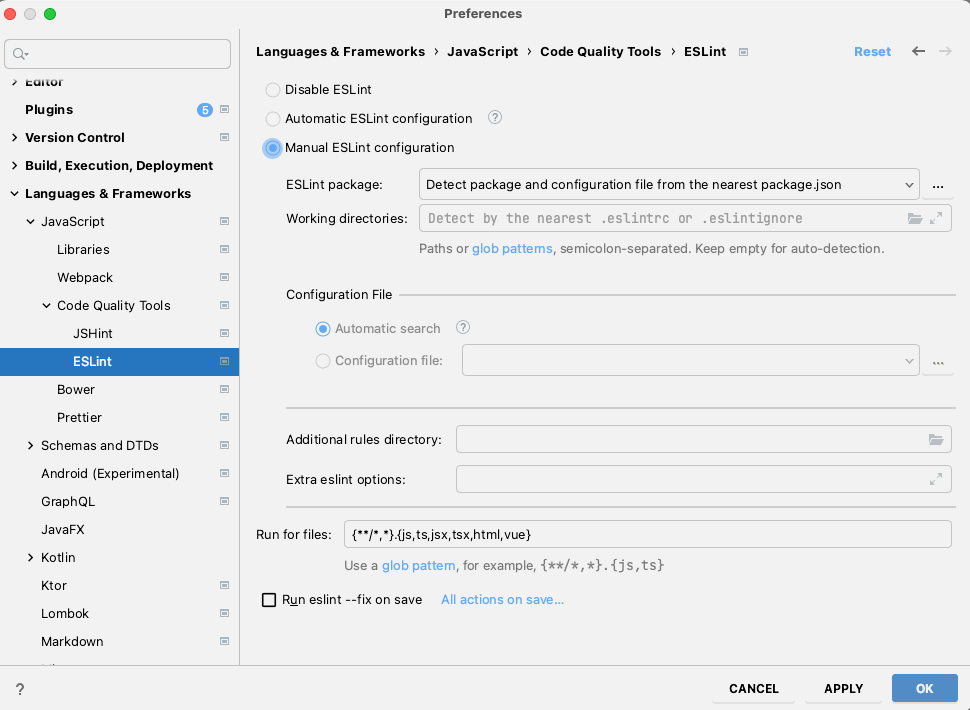 Preferences
Languages & Frameworks › JavaScript › Code Quality Tools › ESLint
Reset
Editor
Plugins 5
Version Control
Build, Execution, Deployment
Languages & Frameworks
JavaScript
Libraries
Webpack
Code Quality Tools
JSHint
ESLint
Bower
Prettier
Schemas and DTDs
Android (Experimental)
GraphQL
JavaFX
Kotlin
Ktor
Lombok
Markdown
Disable ESLint
Automatic ESLint configuration ?
Manual ESLint configuration
ESLint package: Detect package and configuration file from the nearest package.json ...
Working directories: Detect by the nearest .eslintrc or .eslintignore
Paths or glob patterns, semicolon-separated. Keep empty for auto-detection.
Configuration File
Automatic search ?
Configuration file: ...
Additional rules directory:
Extra eslint options:
Run for files: {**/*,*}.{js,ts,jsx,tsx,html,vue}
Use a glob pattern, for example, {**/*,*}.{js,ts}
Run eslint --fix on save All actions on save...
? CANCEL APPLY OK